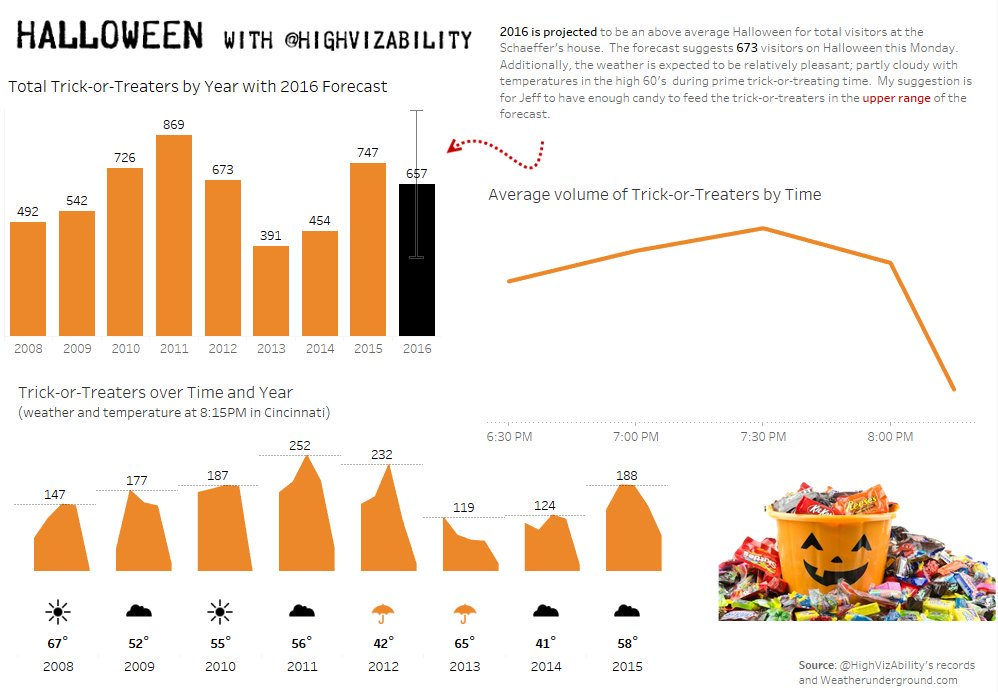 HALLOWEEN WITH @HIGHVIZABILITY
2016 is projected to be an above average Halloween for total visitors at the
Schaeffer's house. The forecast suggests 673 visitors on Halloween this Monday.
Additionally, the weather is expected to be relatively pleasant; partly cloudy with
temperatures in the high 60's during prime trick-or-treating time. My suggestion is
for Jeff to have enough candy to feed the trick-or-treaters in the upper range of the
forecast.
Total Trick-or-Treaters by Year with 2016 Forecast
492
542
726
869
673
391
454
747
657
2008 2009 2010 2011 2012 2013 2014 2015 2016
Average volume of Trick-or-Treaters by Time
6:30 PM 7:00 PM 7:30 PM 8:00 PM
Trick-or-Treaters over Time and Year
(weather and temperature at 8:15PM in Cincinnati)
147
177
187
252
232
119
124
188
67° 52° 55° 56° 42° 65° 41° 58°
2008 2009 2010 2011 2012 2013 2014 2015
Reese's
Source: @HighVizAbility's records
and Weatherunderground.com